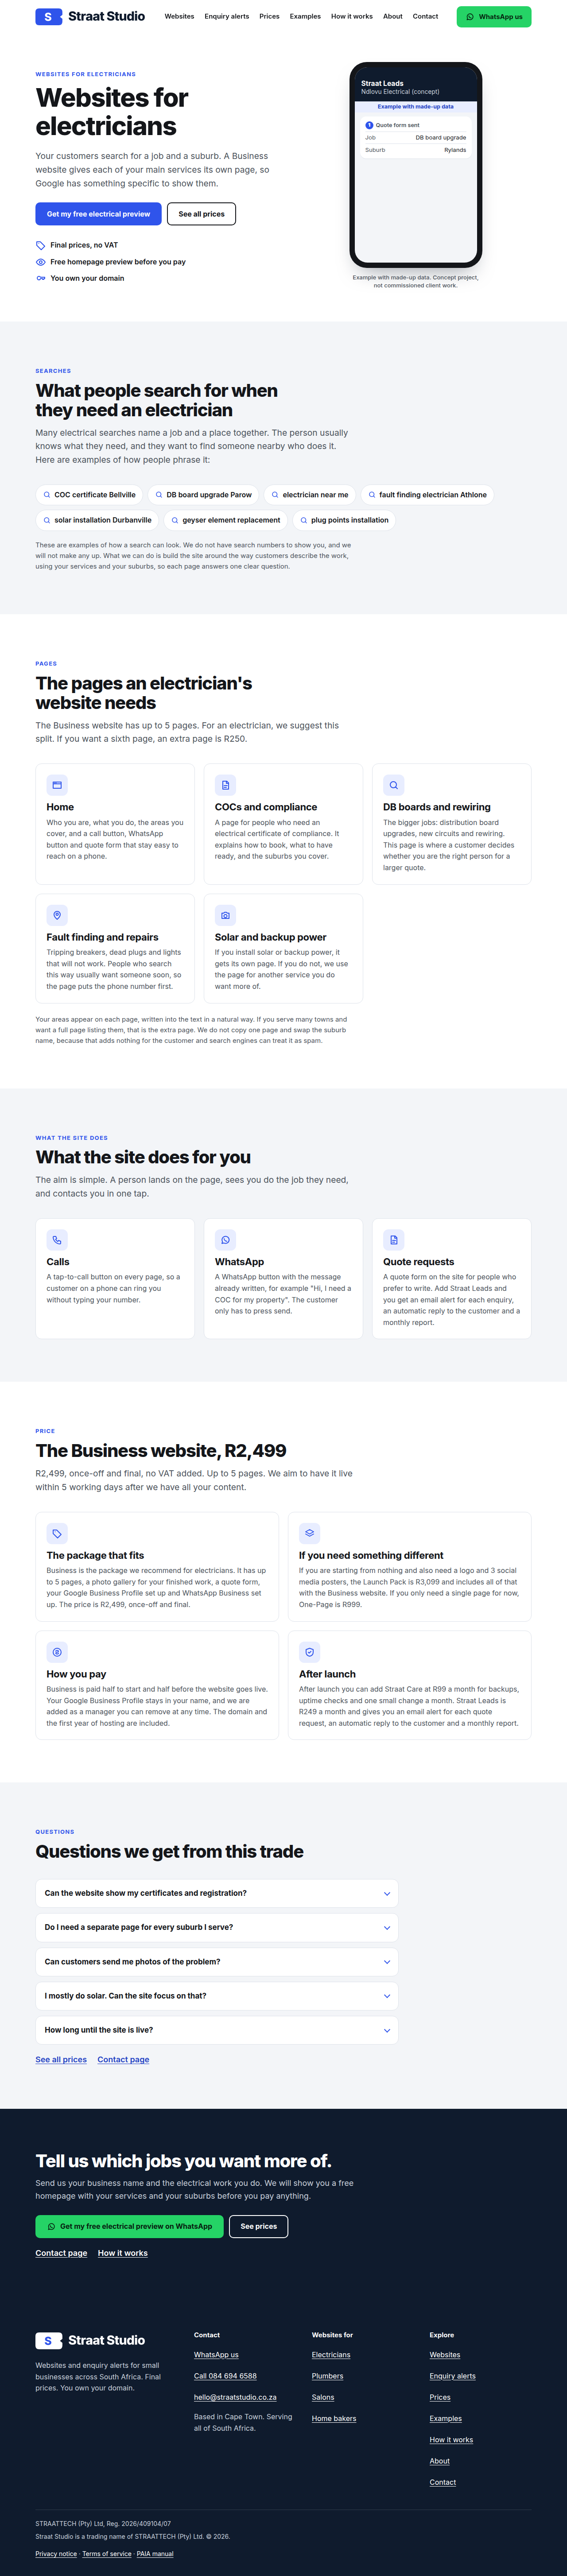 S Straat Studio Websites Enquiry alerts Prices Examples How it works About Contact WhatsApp us
WEBSITES FOR ELECTRICIANS
Websites for
electricians
Your customers search for a job and a suburb. A Business
website gives each of your main services its own page, so
Google has something specific to show them.
Get my free electrical preview See all prices
Final prices, no VAT
Free homepage preview before you pay
You own your domain
Straat Leads
Ndlovu Electrical (concept)
Example with made-up data
1 Quote form sent
Job DB board upgrade
Suburb Rylands
Example with made-up data. Concept project,
not commissioned client work.
SEARCHES
What people search for when
they need an electrician
Many electrical searches name a job and a place together. The person usually
knows what they need, and they want to find someone nearby who does it.
Here are examples of how people phrase it:
COC certificate Bellville DB board upgrade Parow electrician near me fault finding electrician Athlone
solar installation Durbanville geyser element replacement plug points installation
These are examples of how a search can look. We do not have search numbers to show you, and we
will not make any up. What we can do is build the site around the way customers describe the work,
using your services and your suburbs, so each page answers one clear question.
PAGES
The pages an electrician's
website needs
The Business website has up to 5 pages. For an electrician, we suggest this
split. If you want a sixth page, an extra page is R250.
Home
Who you are, what you do, the areas you
cover, and a call button, WhatsApp
button and quote form that stay easy to
reach on a phone.
COCs and compliance
A page for people who need an
electrical certificate of compliance. It
explains how to book, what to have
ready, and the suburbs you cover.
DB boards and rewiring
The bigger jobs: distribution board
upgrades, new circuits and rewiring.
This page is where a customer decides
whether you are the right person for a
larger quote.
Fault finding and repairs
Tripping breakers, dead plugs and lights
that will not work. People who search
this way usually want someone soon, so
the page puts the phone number first.
Solar and backup power
If you install solar or backup power, it
gets its own page. If you do not, we use
the page for another service you do
want more of.
Your areas appear on each page, written into the text in a natural way. If you serve many towns and
want a full page listing them, that is the extra page. We do not copy one page and swap the suburb
name, because that adds nothing for the customer and search engines can treat it as spam.
WHAT THE SITE DOES
What the site does for you
The aim is simple. A person lands on the page, sees you do the job they need,
and contacts you in one tap.
Calls
A tap-to-call button on every page, so a
customer on a phone can ring you
without typing your number.
WhatsApp
A WhatsApp button with the message
already written, for example "Hi, I need a
COC for my property". The customer
only has to press send.
Quote requests
A quote form on the site for people who
prefer to write. Add Straat Leads and
you get an email alert for each enquiry,
an automatic reply to the customer and a
monthly report.
PRICE
The Business website, R2,499
R2,499, once-off and final, no VAT added. Up to 5 pages. We aim to have it live
within 5 working days after we have all your content.
The package that fits
Business is the package we recommend for electricians. It has up
to 5 pages, a photo gallery for your finished work, a quote form,
your Google Business Profile set up and WhatsApp Business set
up. The price is R2,499, once-off and final.
If you need something different
If you are starting from nothing and also need a logo and 3 social
media posters, the Launch Pack is R3,099 and includes all of that
with the Business website. If you only need a single page for now,
One-Page is R999.
How you pay
Business is paid half to start and half before the website goes live.
Your Google Business Profile stays in your name, and we are
added as a manager you can remove at any time. The domain and
the first year of hosting are included.
After launch
After launch you can add Straat Care at R99 a month for backups,
uptime checks and one small change a month. Straat Leads is
R249 a month and gives you an email alert for each quote
request, an automatic reply to the customer and a monthly report.
QUESTIONS
Questions we get from this trade
Can the website show my certificates and registration?
Do I need a separate page for every suburb I serve?
Can customers send me photos of the problem?
I mostly do solar. Can the site focus on that?
How long until the site is live?
See all prices Contact page
Tell us which jobs you want more of.
Send us your business name and the electrical work you do. We will show you a free
homepage with your services and your suburbs before you pay anything.
Get my free electrical preview on WhatsApp See prices
Contact page How it works
S Straat Studio
Websites and enquiry alerts for small
businesses across South Africa. Final
prices. You own your domain.
Contact
WhatsApp us
Call 084 694 6588
hello@straatstudio.co.za
Based in Cape Town. Serving
all of South Africa.
Websites for
Electricians
Plumbers
Salons
Home bakers
Explore
Websites
Enquiry alerts
Prices
Examples
How it works
About
Contact
STRAATTECH (Pty) Ltd, Reg. 2026/409104/07
Straat Studio is a trading name of STRAATTECH (Pty) Ltd. © 2026.
Privacy notice · Terms of service · PAIA manual